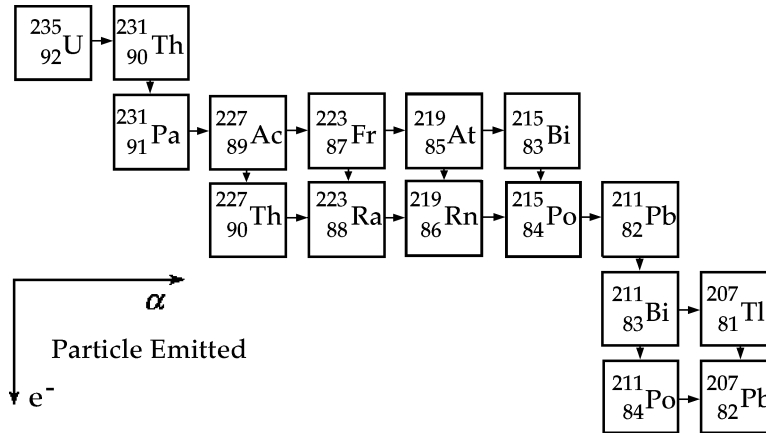 235 92 U 231 90 Th
231 91 Pa 227 89 Ac 223 87 Fr 219 85 At 215 83 Bi
227 90 Th 223 88 Ra 219 86 Rn 215 84 Po 211 82 Pb
211 83 Bi 207 81 Tl
α
Particle Emitted
e⁻
211 84 Po 207 82 Pb